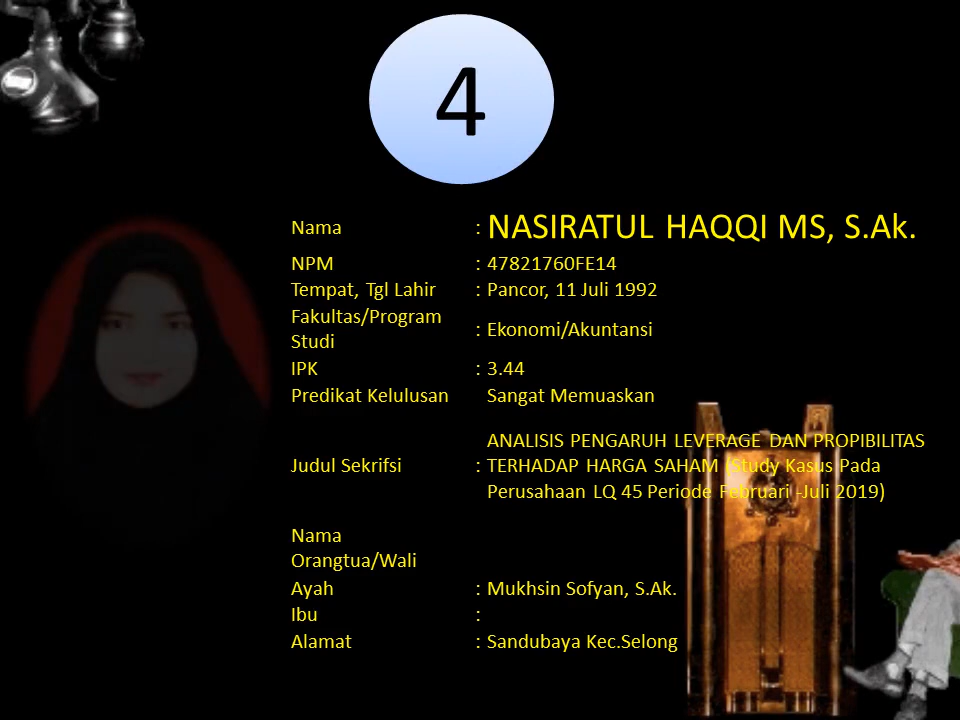 4
Nama : NASIRATUL HAQQI MS, S.Ak.
NPM : 47821760FE14
Tempat, Tgl Lahir : Pancor, 11 Juli 1992
Fakultas/Program
Studi : Ekonomi/Akuntansi
IPK : 3.44
Predikat Kelulusan Sangat Memuaskan
ANALISIS PENGARUH LEVERAGE DAN PROPIBILITAS
Judul Sekrifsi : TERHADAP HARGA SAHAM (Study Kasus Pada
Perusahaan LQ 45 Periode Februari -Juli 2019)
Nama
Orangtua/Wali
Ayah : Mukhsin Sofyan, S.Ak.
Ibu :
Alamat : Sandubaya Kec.Selong